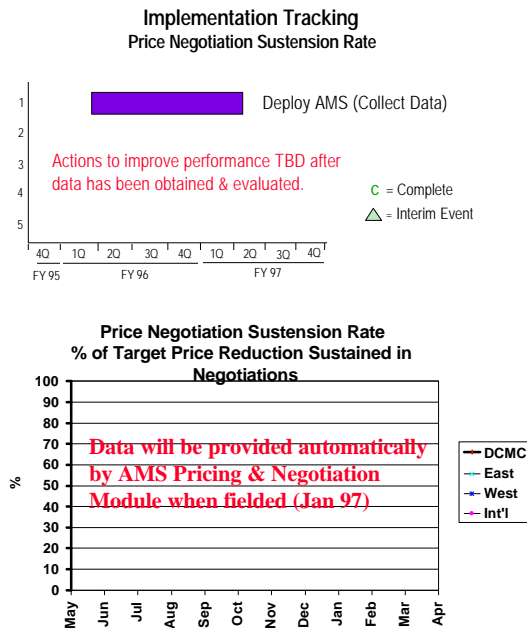 Implementation Tracking
Price Negotiation Sustension Rate
1
Deploy AMS (Collect Data)
2
3
Actions to improve performance TBD after
data has been obtained & evaluated.
4
5
C = Complete
= Interim Event
4Q 1Q 2Q 3Q 4Q 1Q 2Q 3Q 4Q
FY 95 FY 96 FY 97
Price Negotiation Sustension Rate
% of Target Price Reduction Sustained in
Negotiations
100
90
80
70
60
50
40
30
20
10
0
%
Data will be provided automatically
by AMS Pricing & Negotiation
Module when fielded (Jan 97)
DCMC
East
West
Int'l
May Jun Jul Aug Sep Oct Nov Dec Jan Feb Mar Apr